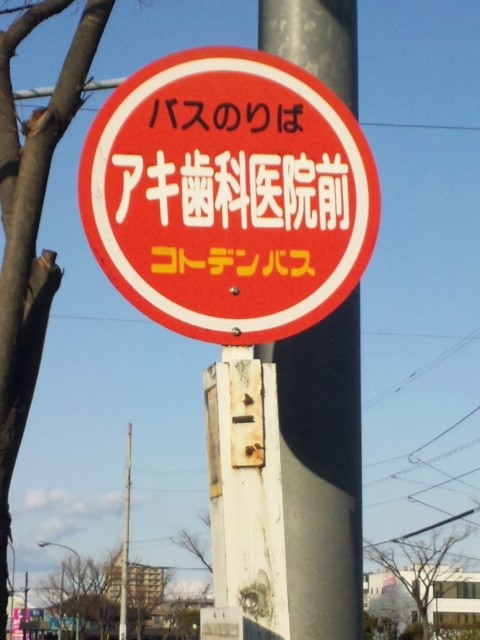 バスのりば
アキ歯科医院前
コトデンバス